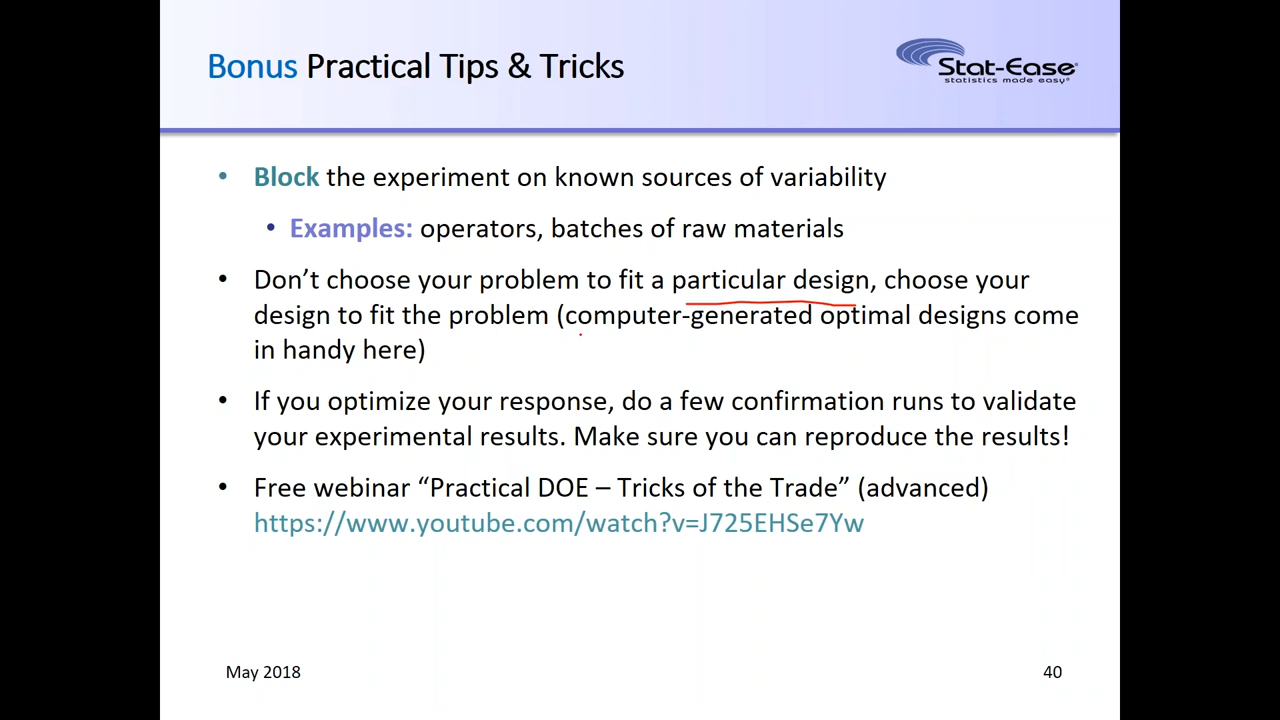 Bonus Practical Tips & Tricks
Stat-Ease®
statistics made easy®
• Block the experiment on known sources of variability
• Examples: operators, batches of raw materials
• Don’t choose your problem to fit a particular design, choose your
design to fit the problem (computer-generated optimal designs come
in handy here)
• If you optimize your response, do a few confirmation runs to validate
your experimental results. Make sure you can reproduce the results!
• Free webinar “Practical DOE – Tricks of the Trade” (advanced)
https://www.youtube.com/watch?v=J725EHSe7Yw
May 2018
40